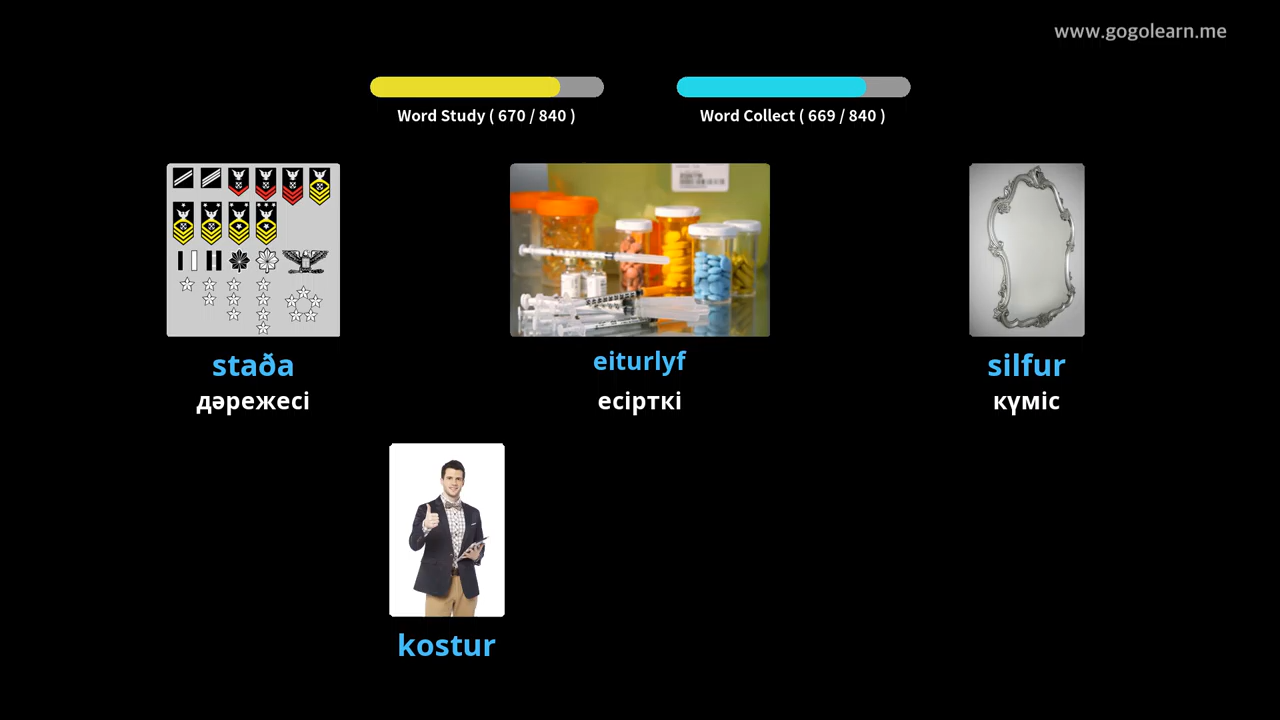 www.gogolearn.me
Word Study ( 670 / 840 )
Word Collect ( 669 / 840 )
staða
eiturlyf
silfur
дәрежесі
есірткі
күміс
kostur